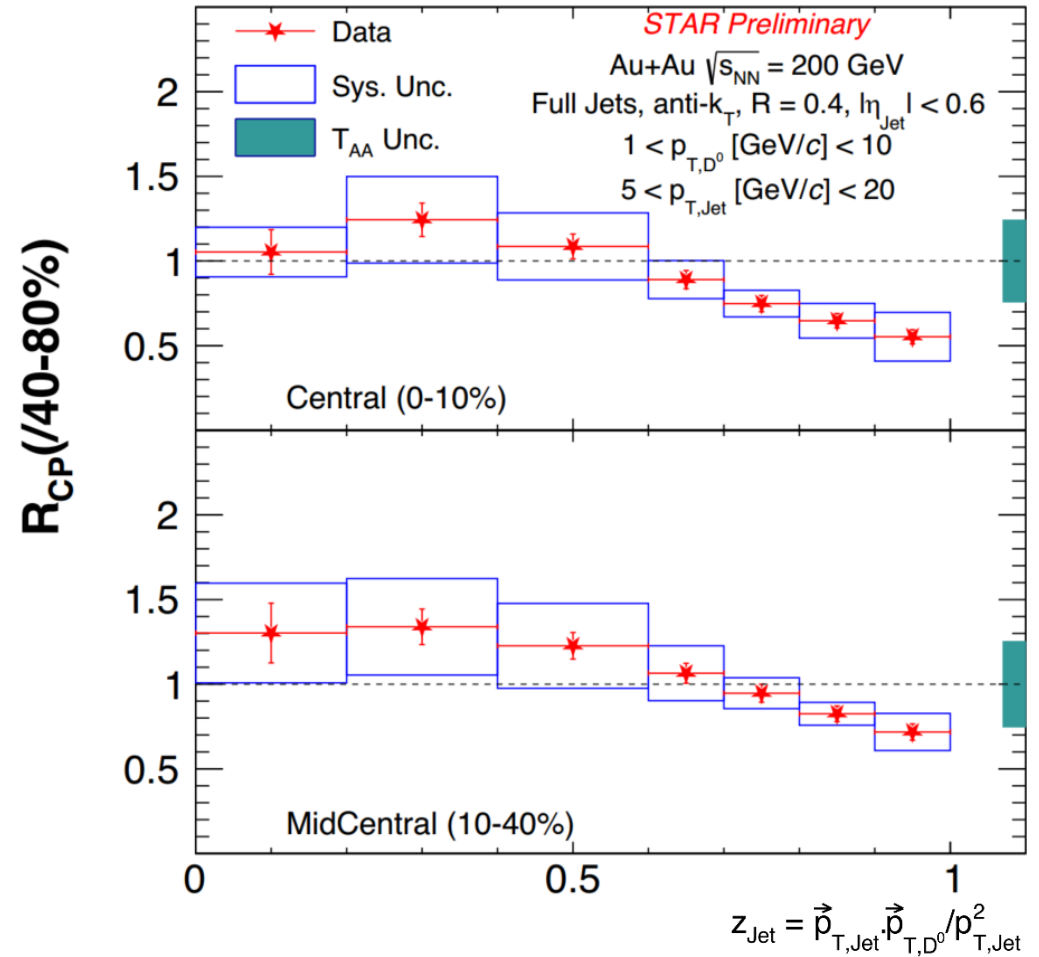 R_CP(/40-80%)
Data
Sys. Unc.
T_AA Unc.
STAR Preliminary
Au+Au √s_NN = 200 GeV
Full Jets, anti-k_T, R = 0.4, |η_Jet| < 0.6
1 < p_T,D⁰ [GeV/c] < 10
5 < p_T,Jet [GeV/c] < 20
2
1.5
1
0.5
Central (0-10%)
2
1.5
1
0.5
MidCentral (10-40%)
0 0.5 1
z_Jet = p⃗_T,Jet.p⃗_T,D⁰/p²_T,Jet